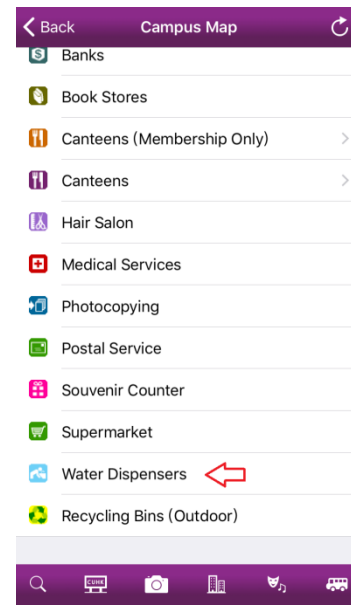 Back
Campus Map
Banks
Book Stores
Canteens (Membership Only)
Canteens
Hair Salon
Medical Services
Photocopying
Postal Service
Souvenir Counter
Supermarket
Water Dispensers
Recycling Bins (Outdoor)
CUHK